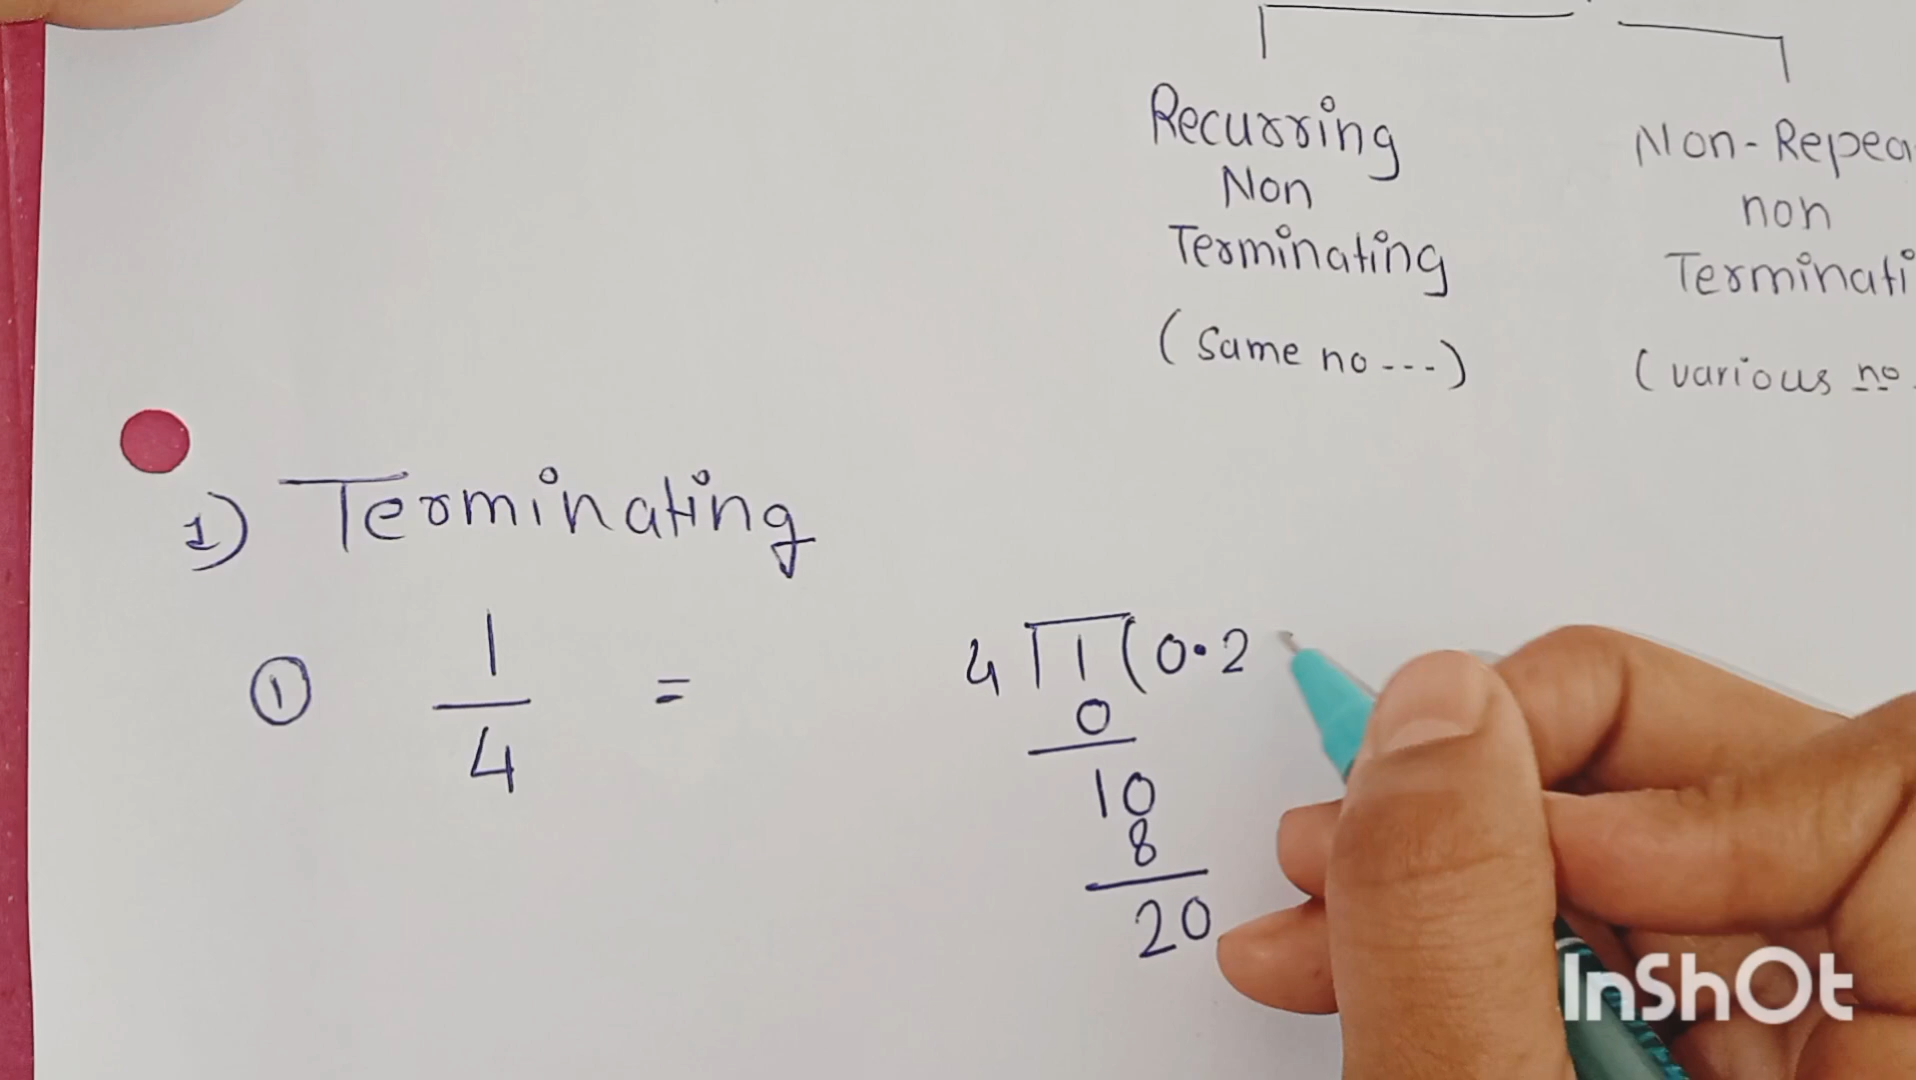 Recurring
Non
Terminating
(Same no ---)
Non-Repea
non
Terminati
(various no.
1) Terminating
① 1/4 =
4 1 ( 0.2
0
10
8
20
InShOt